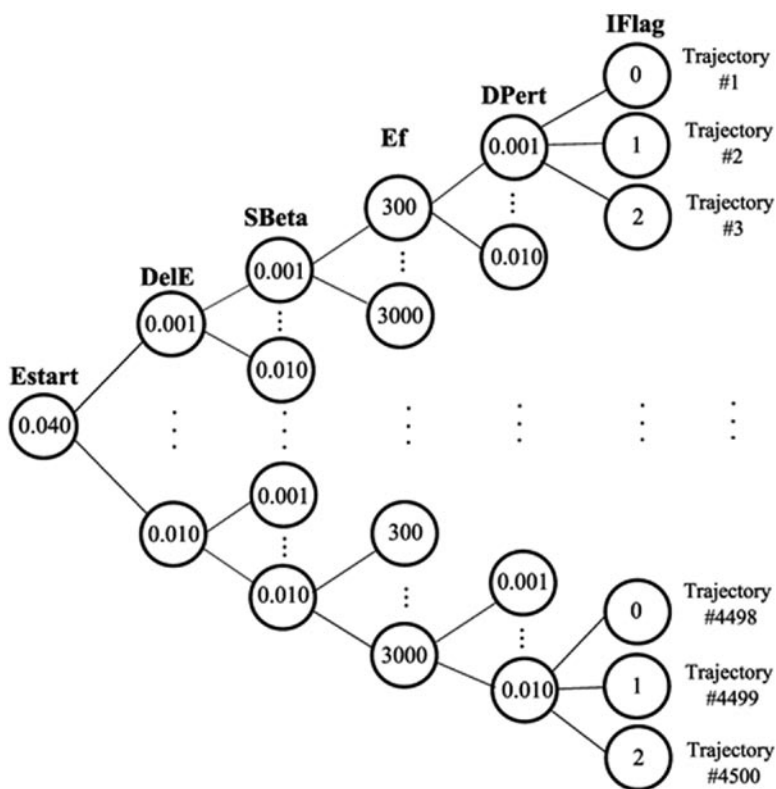 IFlag
0
Trajectory
#1
DPert
0.001
1
Trajectory
#2
Ef
300
2
Trajectory
#3
SBeta
0.001
0.010
DelE
0.001
3000
0.010
Estart
0.040
0.001
0.010
300
0.010
0.001
0
Trajectory
#4498
3000
0.010
1
Trajectory
#4499
2
Trajectory
#4500